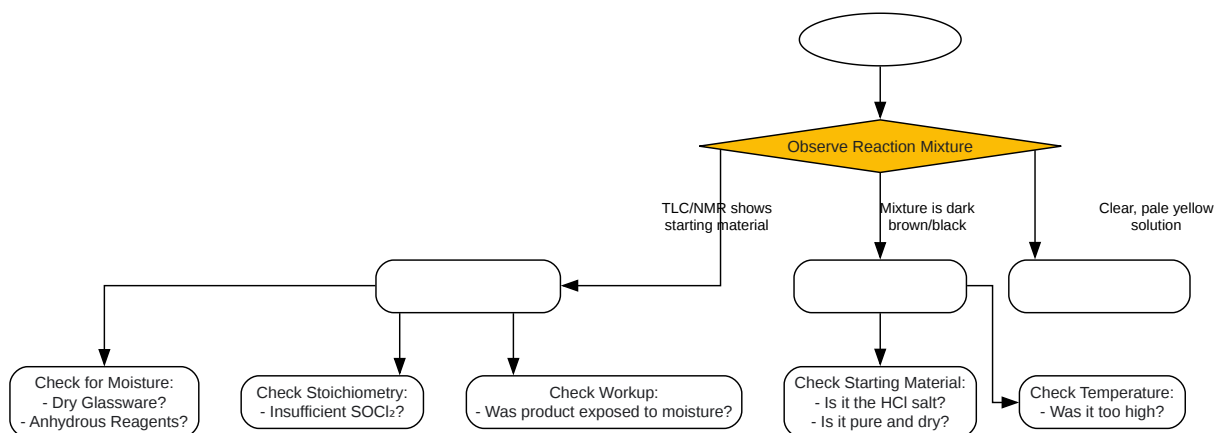 Observe Reaction Mixture
TLC/NMR shows
starting material
Mixture is dark
brown/black
Clear, pale yellow
solution
Check for Moisture:
- Dry Glassware?
- Anhydrous Reagents?
Check Stoichiometry:
- Insufficient SOCl₂?
Check Workup:
- Was product exposed to moisture?
Check Starting Material:
- Is it the HCl salt?
- Is it pure and dry?
Check Temperature:
- Was it too high?